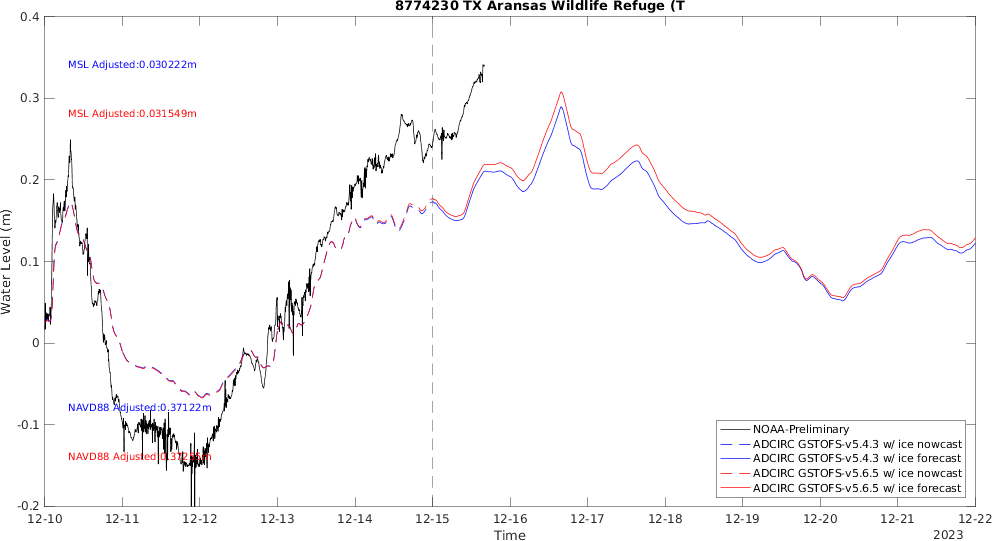 8774230 TX Aransas Wildlife Refuge (T
0.4
0.3
0.2
0.1
0
-0.1
-0.2
Water Level (m)
MSL Adjusted:0.030222m
MSL Adjusted:0.031549m
NAVD88 Adjusted:0.37122m
NAVD88
NOAA-Preliminary
ADCIRC GSTOFS-v5.4.3 w/ ice nowcast
ADCIRC GSTOFS-v5.4.3 w/ ice forecast
ADCIRC GSTOFS-v5.6.5 w/ ice nowcast
ADCIRC GSTOFS-v5.6.5 w/ ice forecast
12-10 12-11 12-12 12-13 12-14 12-15 12-16 12-17 12-18 12-19 12-20 12-21 12-22
Time
2023